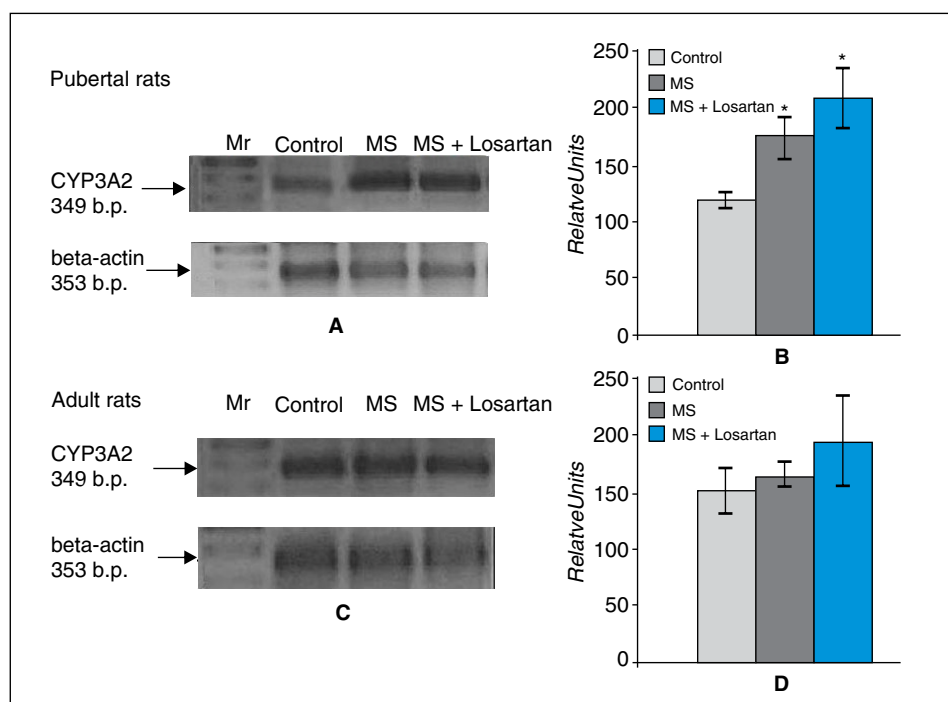 Pubertal rats
Mr Control MS MS + Losartan
CYP3A2
349 b.p.
beta-actin
353 b.p.
A
250
200
150
100
50
0
RelatveUnits
Control
MS
MS + Losartan
*
*
B
Adult rats
Mr Control MS MS + Losartan
CYP3A2
349 b.p.
beta-actin
353 b.p.
C
250
200
150
100
50
0
RelatveUnits
Control
MS
MS + Losartan
D